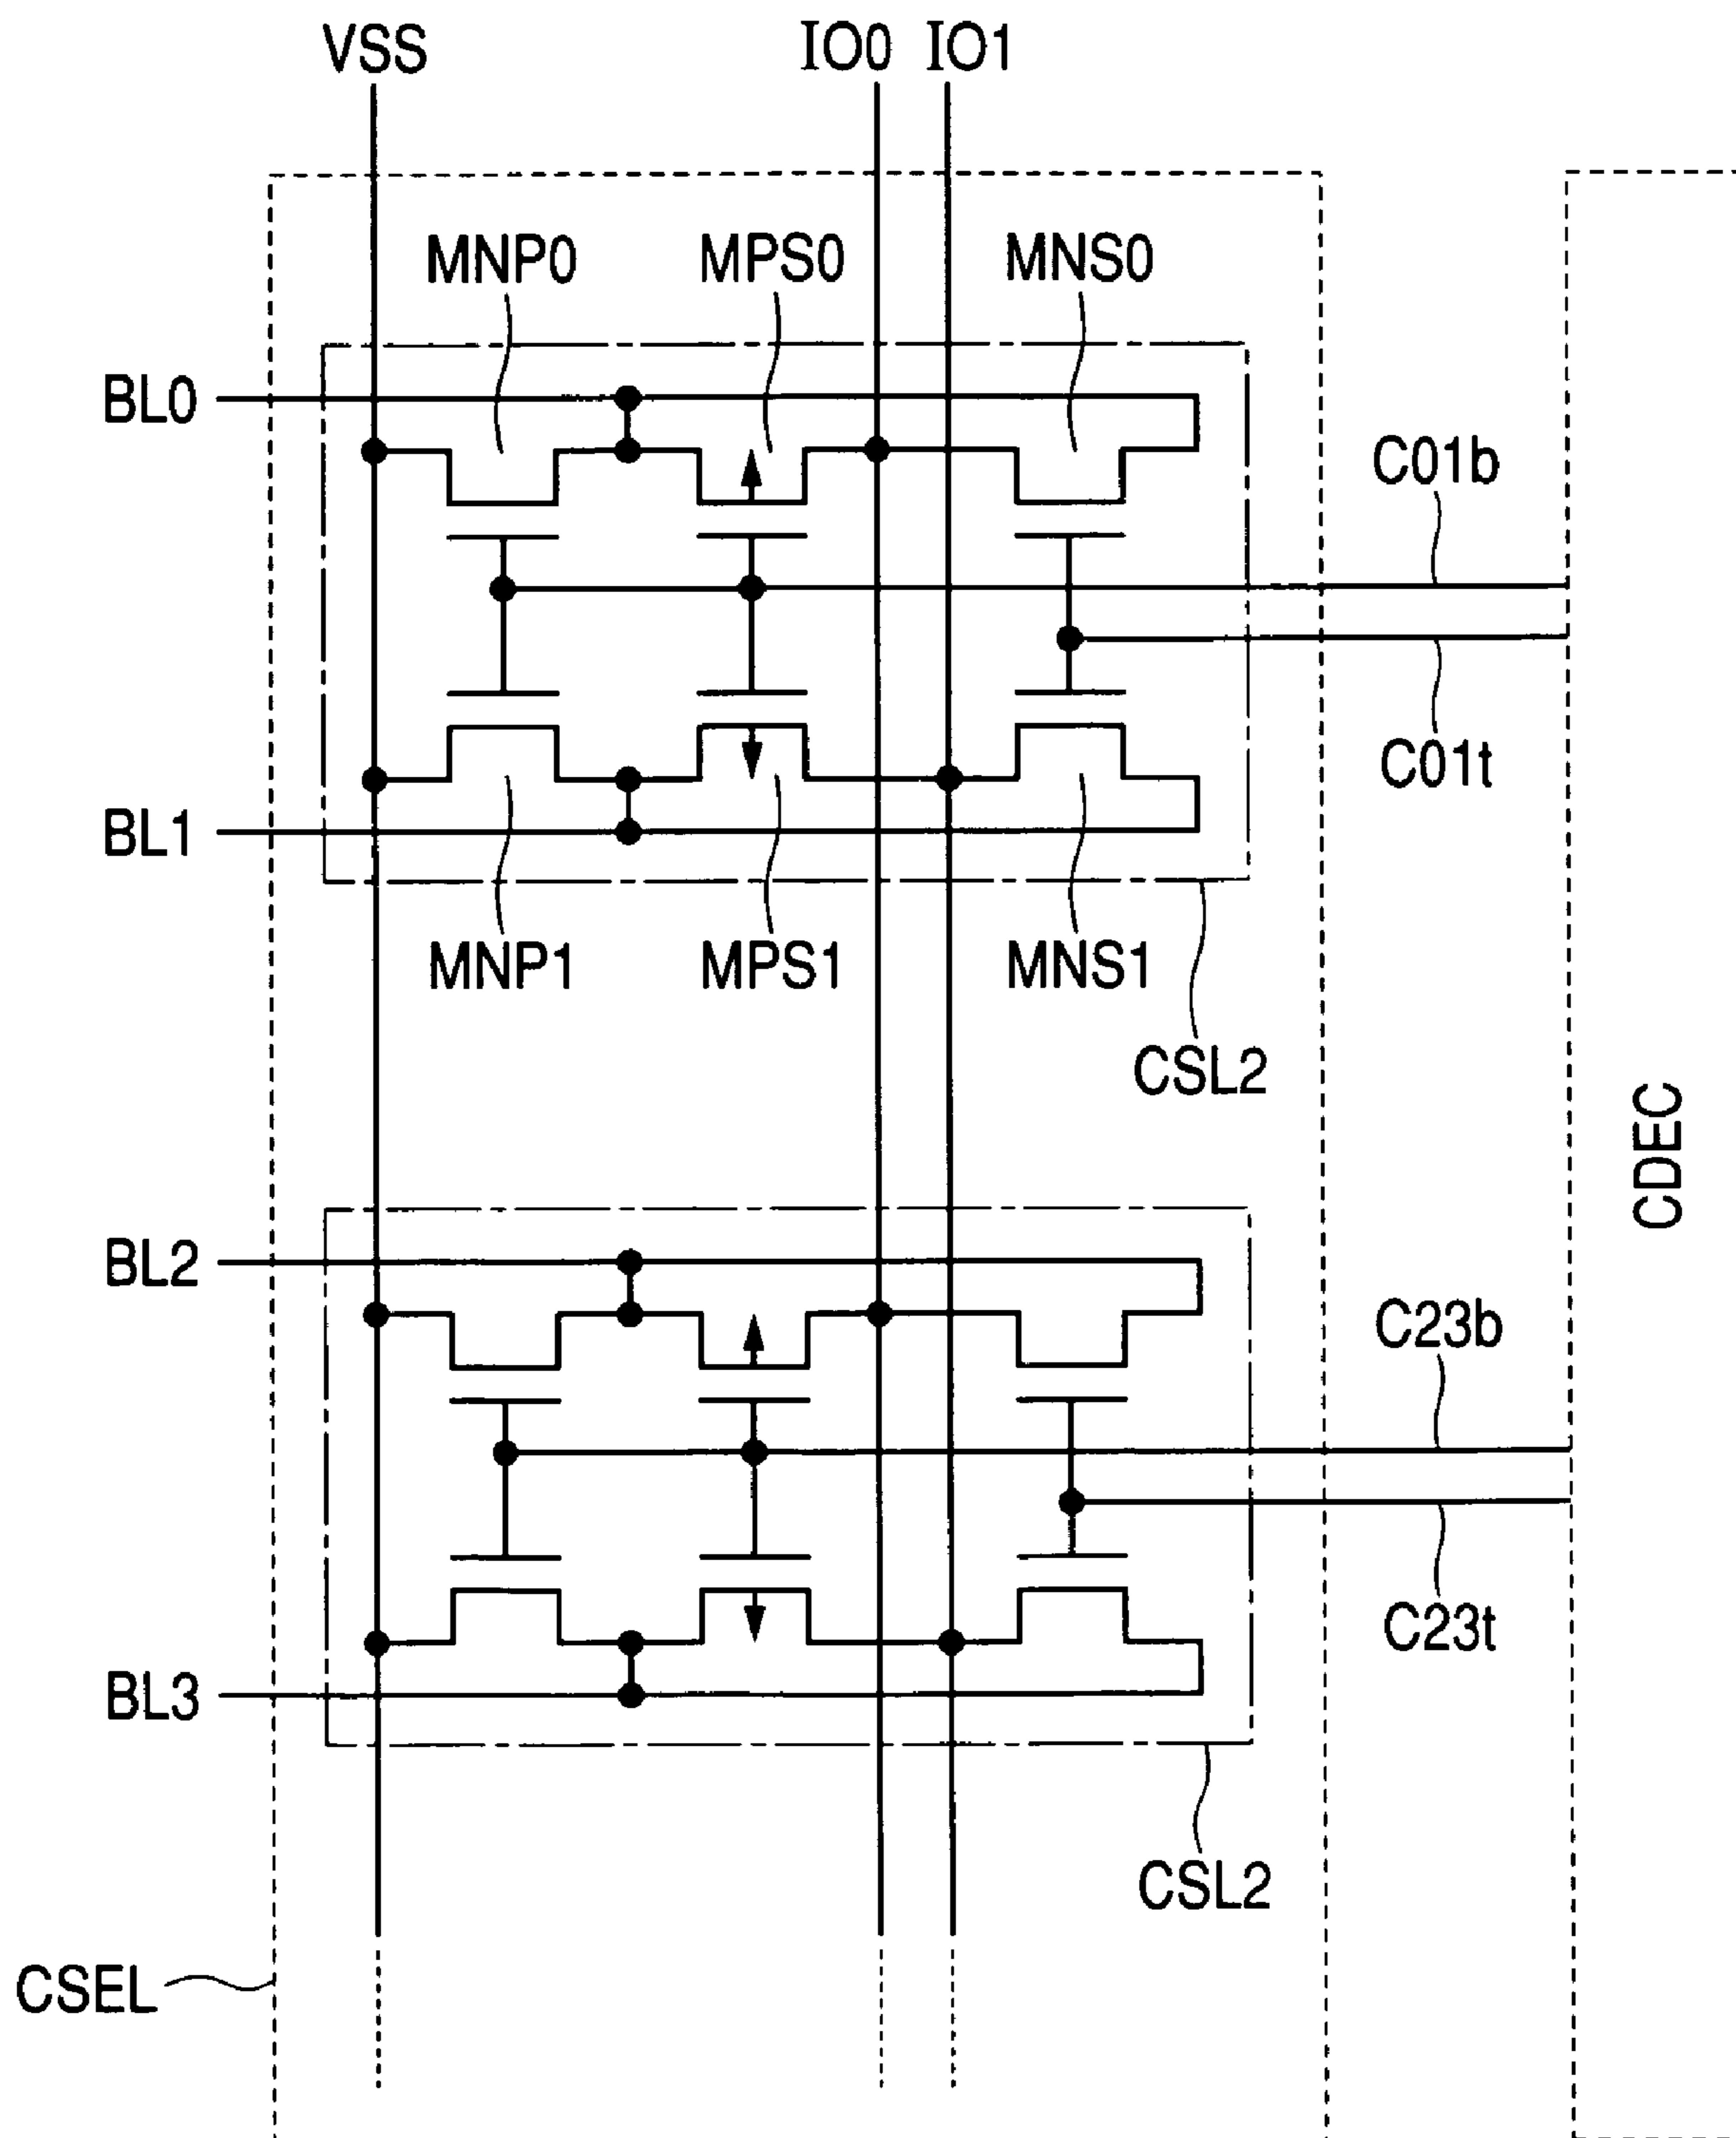 VSS
IO0 IO1
MNP0 MPS0 MNS0
BL0
C01b
C01t
BL1
MNP1 MPS1 MNS1
CSL2
CDEC
BL2
C23b
C23t
BL3
CSL2
CSEL